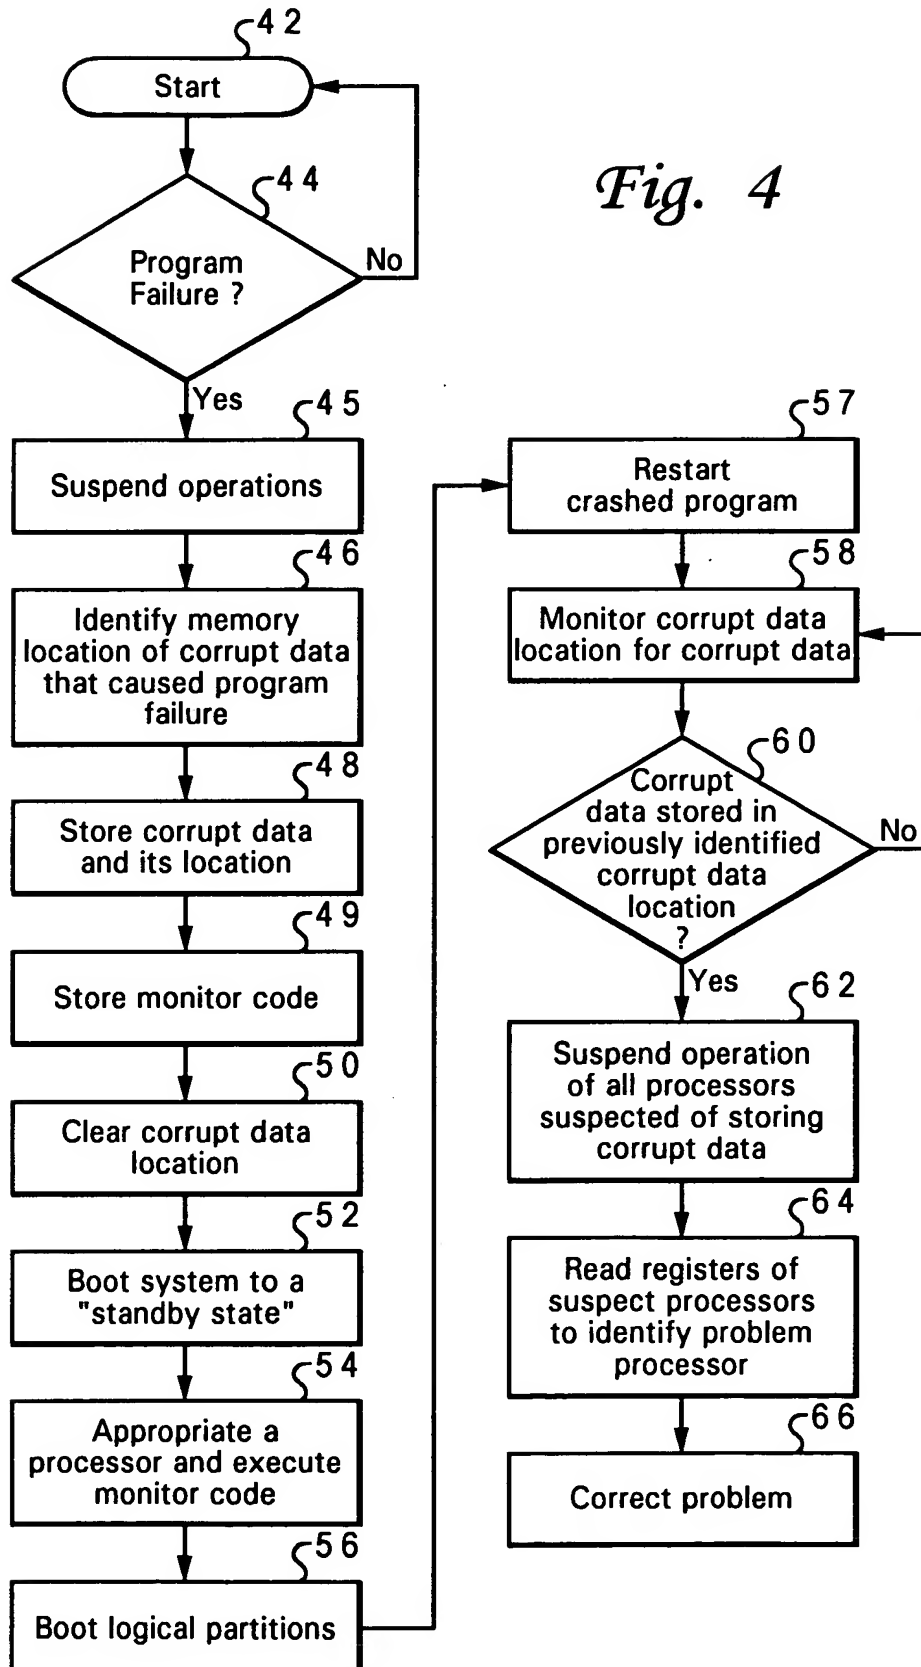 42
Start
Fig. 4
44
Program
Failure ?
No
Yes
45
Suspend operations
46
Identify memory
location of corrupt data
that caused program
failure
48
Store corrupt data
and its location
49
Store monitor code
50
Clear corrupt data
location
52
Boot system to a
"standby state"
54
Appropriate a
processor and execute
monitor code
56
Boot logical partitions
57
Restart
crashed program
58
Monitor corrupt data
location for corrupt data
60
Corrupt
data stored in
previously identified
corrupt data
location
?
No
Yes
62
Suspend operation
of all processors
suspected of storing
corrupt data
64
Read registers of
suspect processors
to identify problem
processor
66
Correct problem